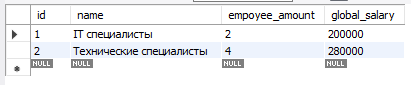 id name empoyee_amount global_salary
1 IT специалисты 2 200000
2 Технические специалисты 4 280000
NULL NULL NULL NULL